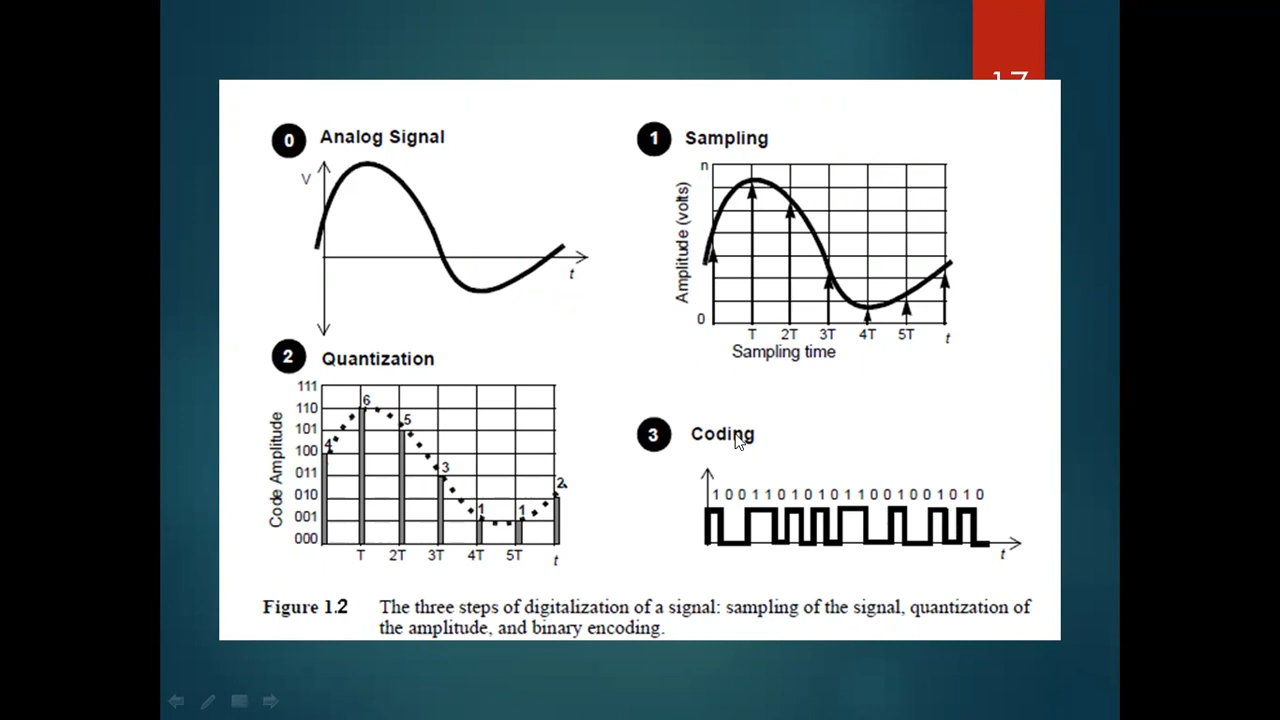 17
0 Analog Signal
V
t
1 Sampling
n
Amplitude (volts)
0
T 2T 3T 4T 5T t
Sampling time
2 Quantization
111
110
101
100
011
010
001
000
Code Amplitude
4 6 5 3 1 1 2
T 2T 3T 4T 5T t
3 Coding
1 0 0 1 1 0 1 0 1 0 1 1 0 0 1 0 0 1 0 1 0
t
Figure 1.2 The three steps of digitalization of a signal: sampling of the signal, quantization of
the amplitude, and binary encoding.